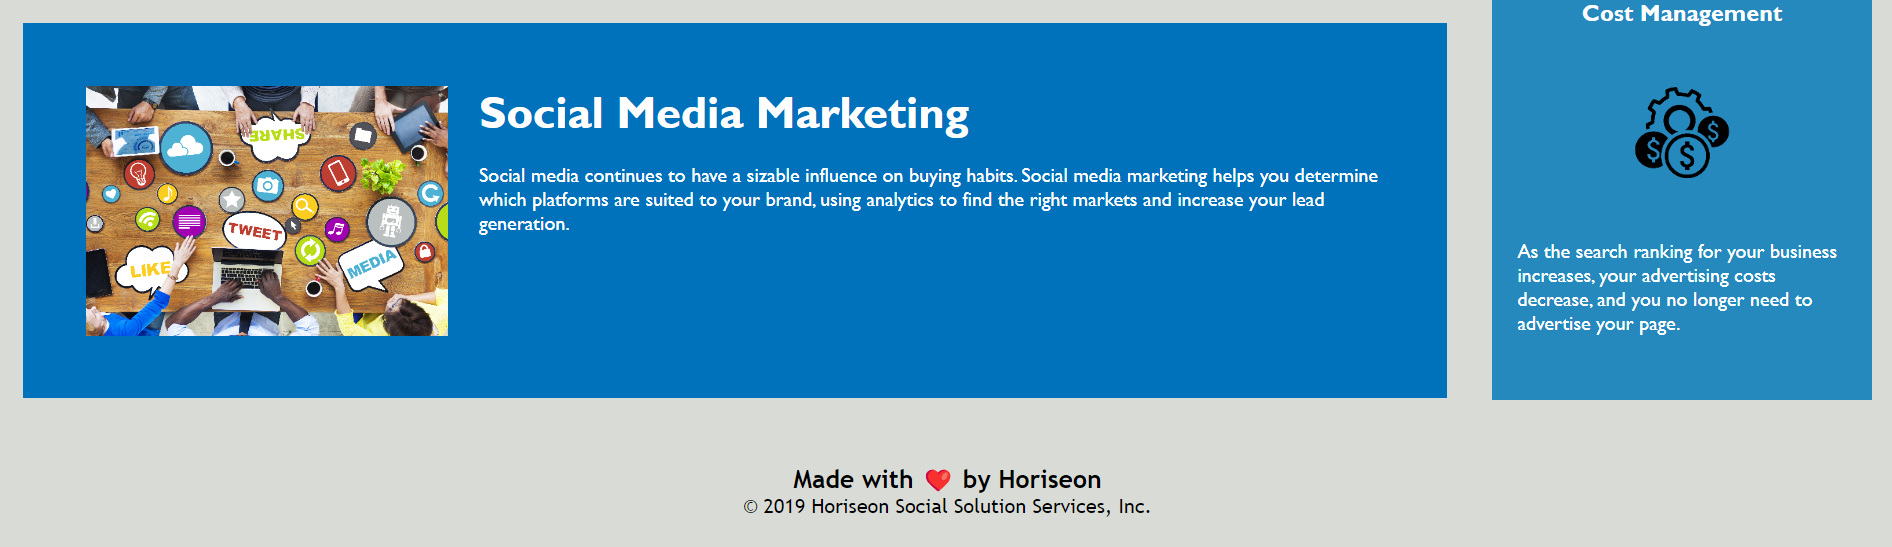 Cost Management
SHARE
TWEET
LIKE
MEDIA
Social Media Marketing
Social media continues to have a sizable influence on buying habits. Social media marketing helps you determine
which platforms are suited to your brand, using analytics to find the right markets and increase your lead
generation.
$
$
$
As the search ranking for your business
increases, your advertising costs
decrease, and you no longer need to
advertise your page.
Made with ❤️ by Horiseon
© 2019 Horiseon Social Solution Services, Inc.